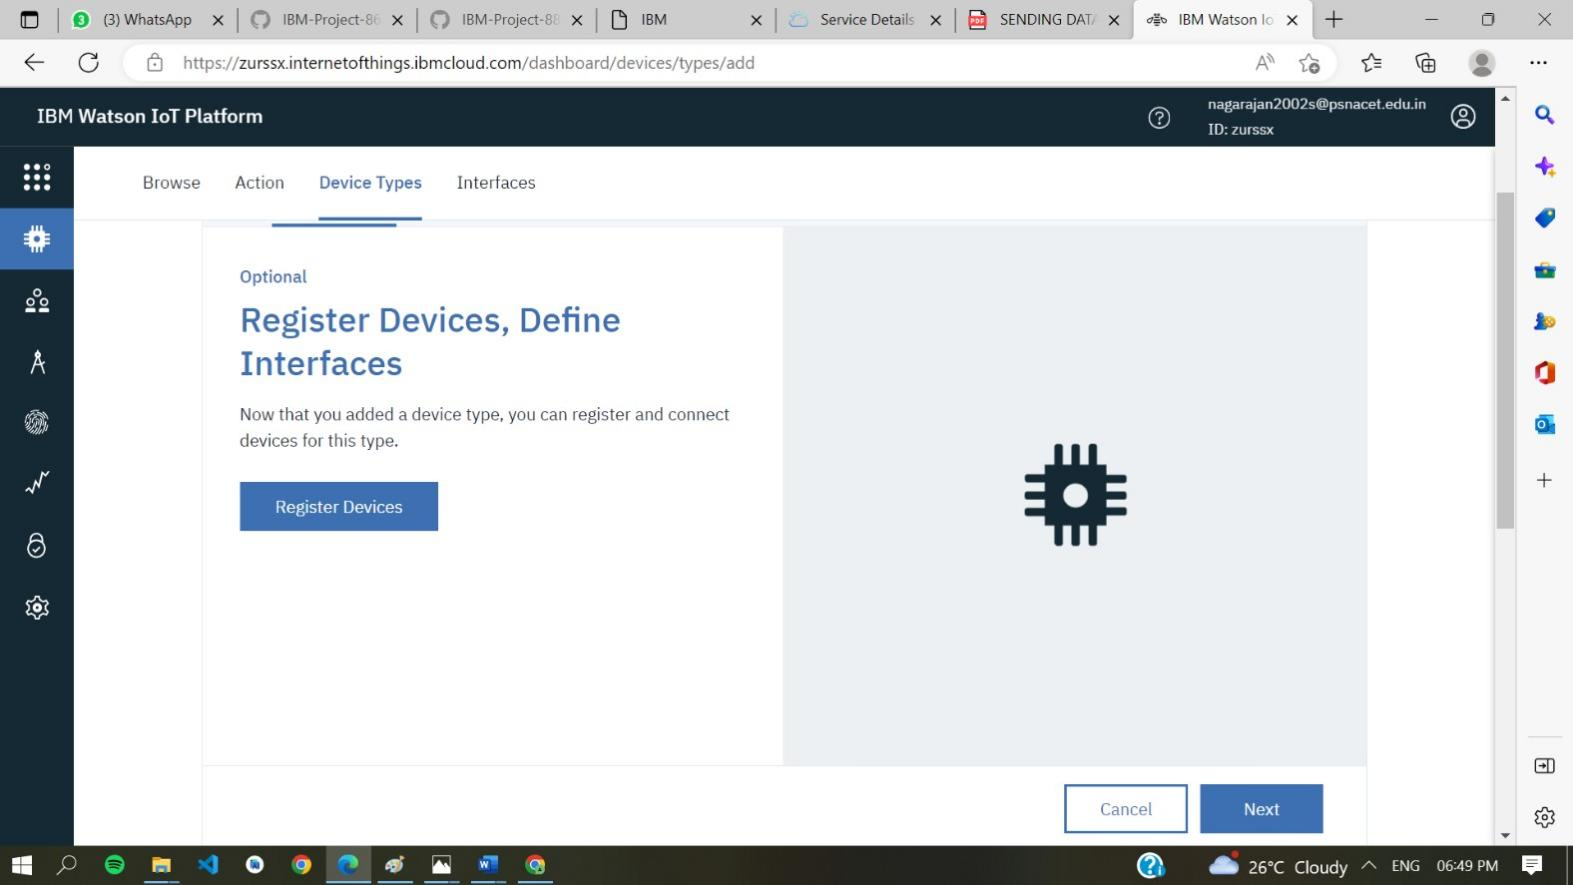 (3) WhatsApp
IBM-Project-86
IBM-Project-88
IBM
Service Details
SENDING DATA
IBM Watson Io
https://zurssx.internetofthings.ibmcloud.com/dashboard/devices/types/add
IBM Watson IoT Platform
nagarajan2002s@psnacet.edu.in
ID: zurssx
Browse
Action
Device Types
Interfaces
Optional
Register Devices, Define
Interfaces
Now that you added a device type, you can register and connect
devices for this type.
Register Devices
Cancel
Next
26°C Cloudy
ENG
06:49 PM